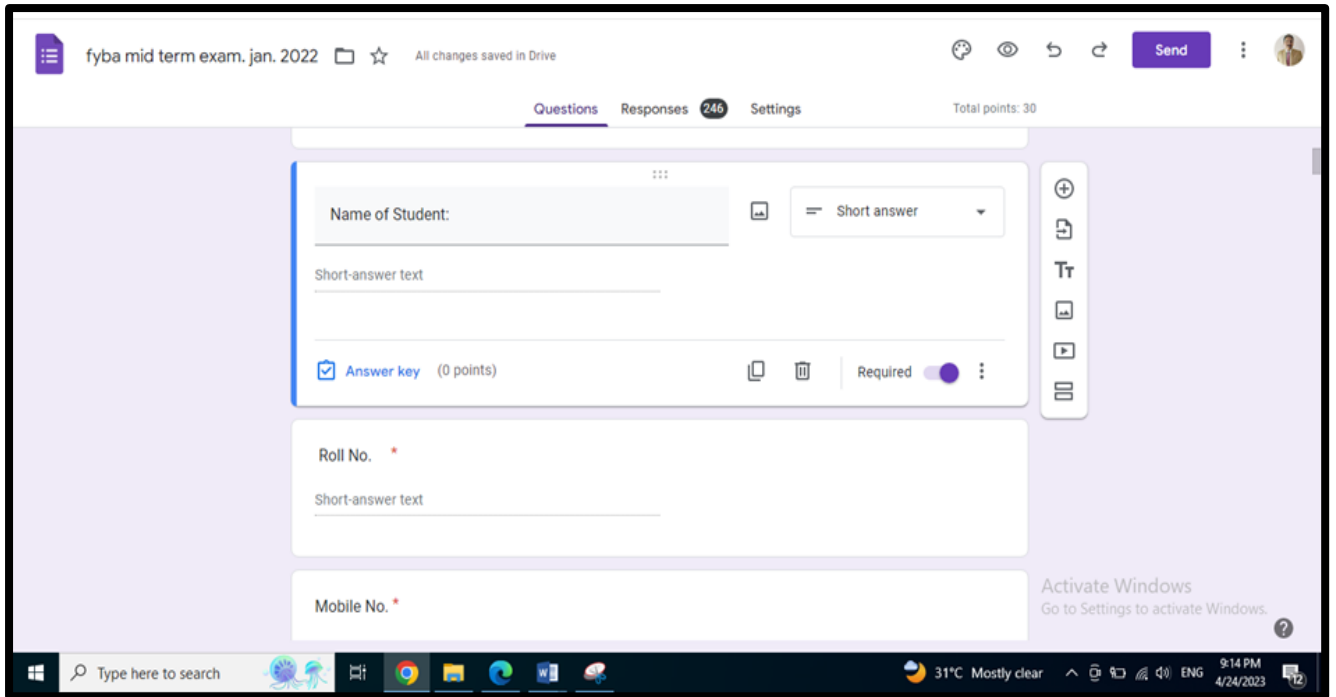 fyba mid term exam. jan. 2022 All changes saved in Drive Send
Questions Responses 246 Settings Total points: 30
Name of Student: Short answer
Short-answer text
Answer key (0 points) Required
Roll No. *
Short-answer text
Mobile No. *
Activate Windows
Go to Settings to activate Windows.
Type here to search 31°C Mostly clear ENG 9:14 PM
4/24/2023 12